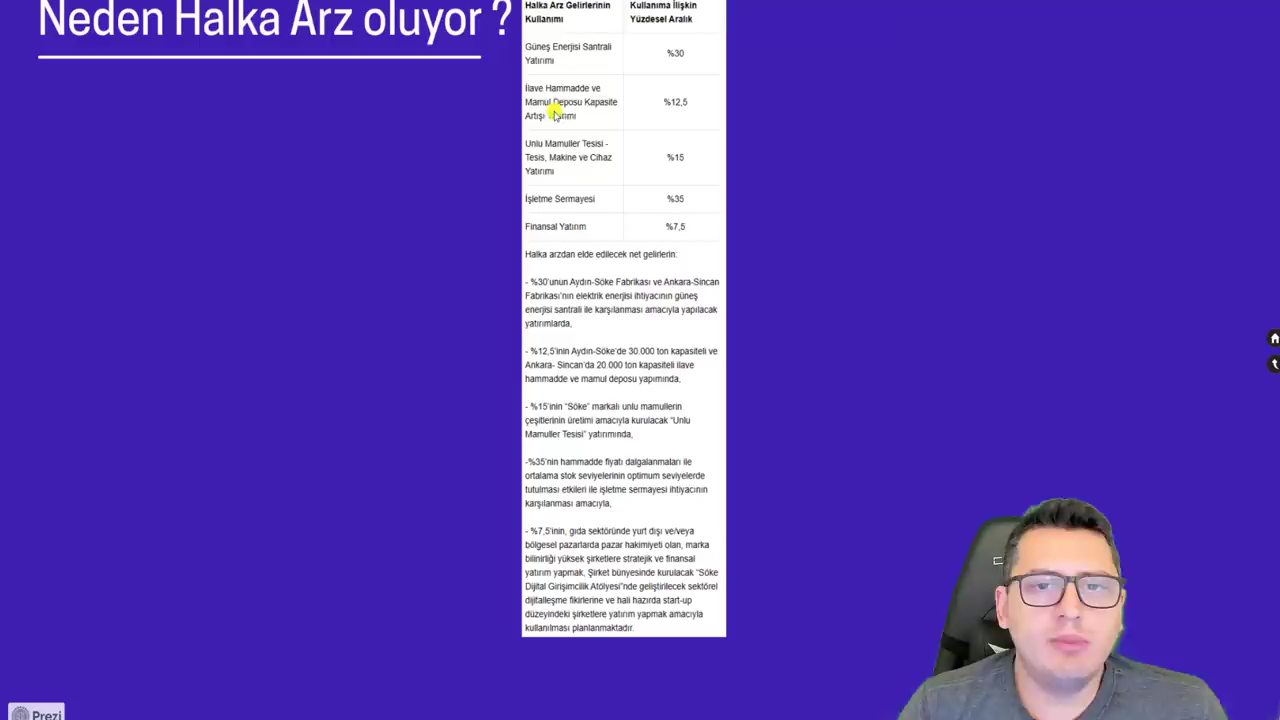 Neden Halka Arz oluyor ?
Halka Arz Gelirlerinin
Kullanımı
Kullanıma İlişkin
Yüzdesel Aralık
Güneş Enerjisi Santrali
Yatırımı
%30
İlave Hammadde ve
Mamul Deposu Kapasite
Artışı
%12,5
Unlu Mamuller Tesisi -
Tesis, Makine ve Cihaz
Yatırımı
%15
İşletme Sermayesi
%35
Finansal Yatırım
%7,5
Halka arzdan elde edilecek net gelirlerin:
- %30'unun Aydın-Söke Fabrikası ve Ankara-Sincan
Fabrikası'nın elektrik enerjisi ihtiyacının güneş
enerjisi santrali ile karşılanması amacıyla yapılacak
yatırımlarda,
- %12,5'inin Aydın-Söke'de 30.000 ton kapasiteli ve
Ankara- Sincan'da 20.000 ton kapasiteli ilave
hammadde ve mamul deposu yapımında,
- %15'inin "Söke" markalı unlu mamullerin
çeşitlerinin üretimi amacıyla kurulacak "Unlu
Mamuller Tesisi" yatırımında,
-%35'nin hammadde fiyatı dalgalanmaları ile
ortalama stok seviyelerinin optimum seviyelerde
tutulması etkileri ile işletme sermayesi ihtiyacının
karşılanması amacıyla,
- %7,5'inin, gıda sektöründe yurt dışı ve/veya
bölgesel pazarlarda pazar hakimiyeti olan, marka
bilinirliği yüksek şirketlere stratejik ve finansal
yatırım yapmak, Şirket bünyesinde kurulacak "Söke
Dijital Girişimcilik Atölyesi"nde geliştirilecek sektörel
dijitalleşme fikirlerine ve hali hazırda start-up
düzeyindeki şirketlere yatırım yapmak amacıyla
kullanılması planlanmaktadır.
Prezi